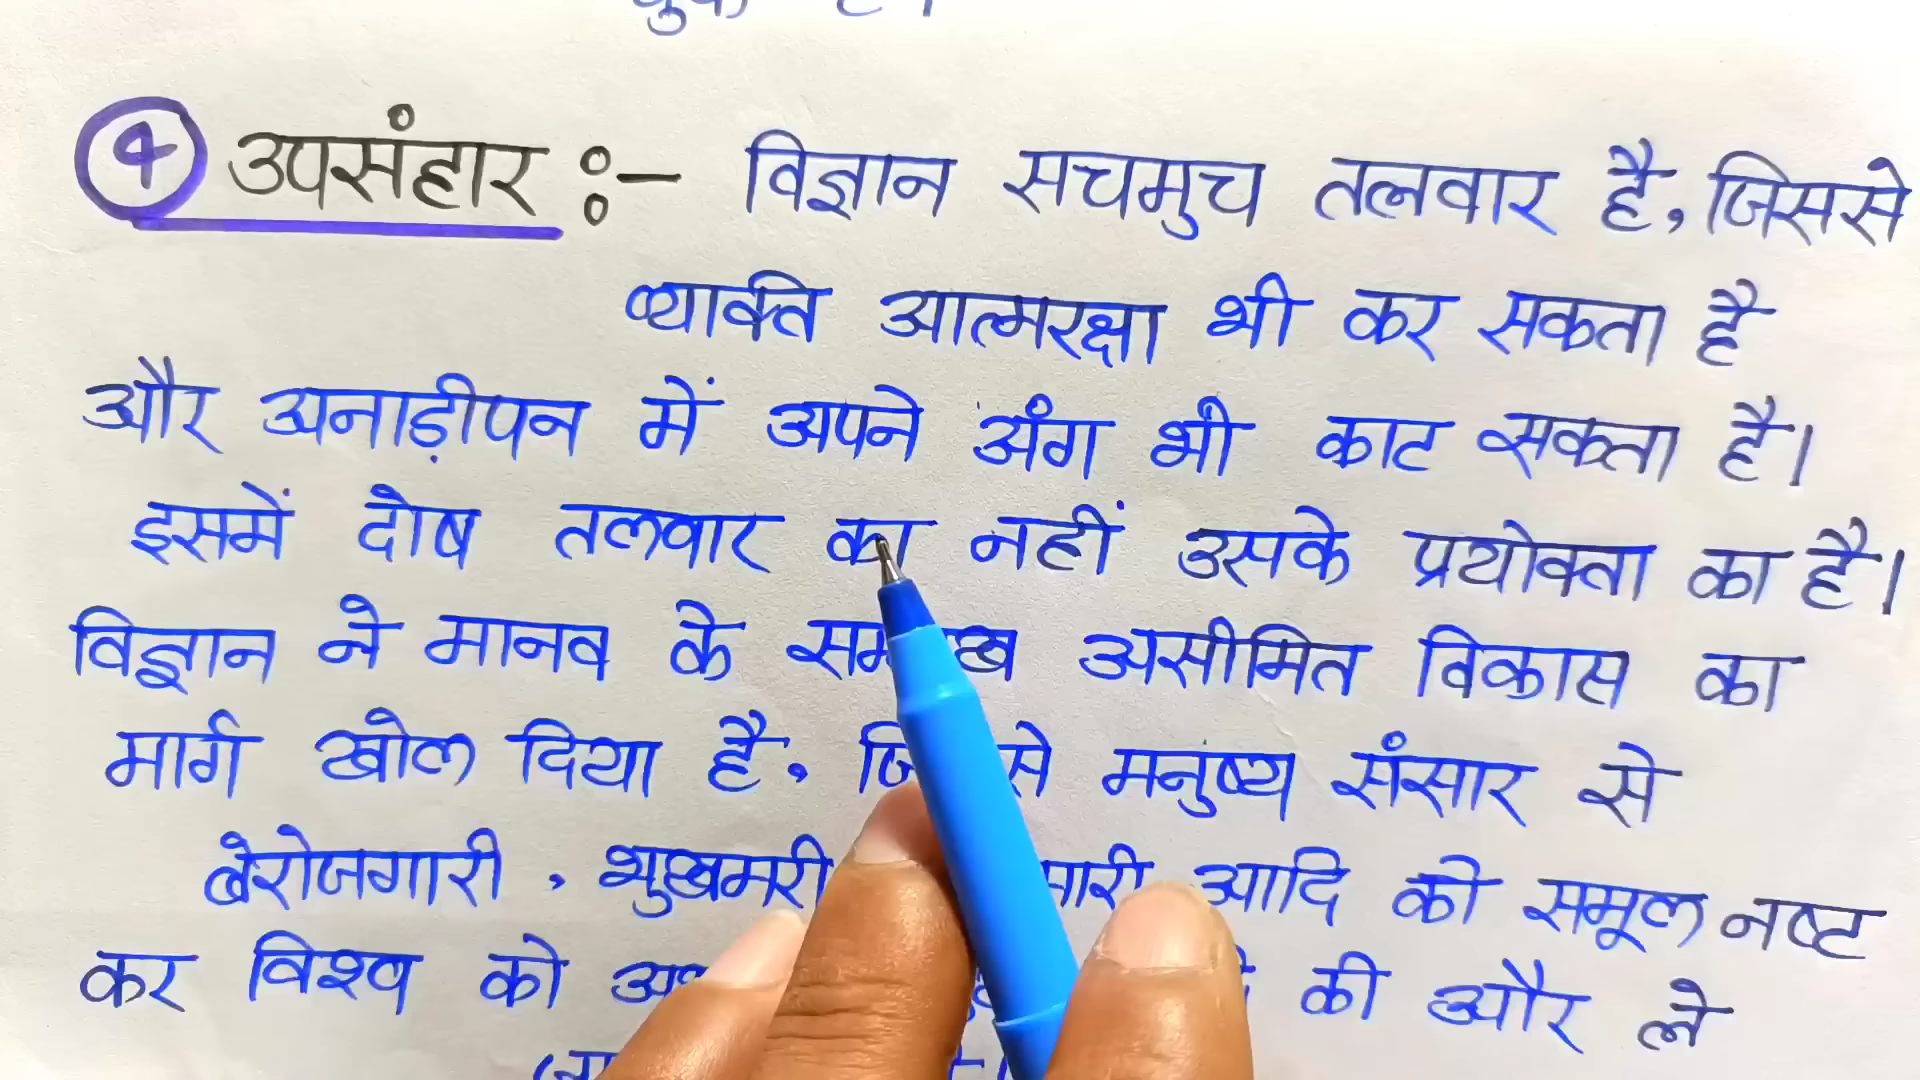 ④ उपसंहार :- विज्ञान सचमुच तलवार है, जिससे
व्यक्ति आत्मरक्षा भी कर सकता है
और अनाड़ीपन में अपने अंग भी काट सकता है।
इसमें दोष तलवार का नहीं उसके प्रयोक्ता का है।
विज्ञान ने मानव के असीमित विकास का
मार्ग खोल दिया है, मनुष्य संसार से
बेरोजगारी, भुखमरी आदि को समूल नष्ट
कर विश्व को की और ले